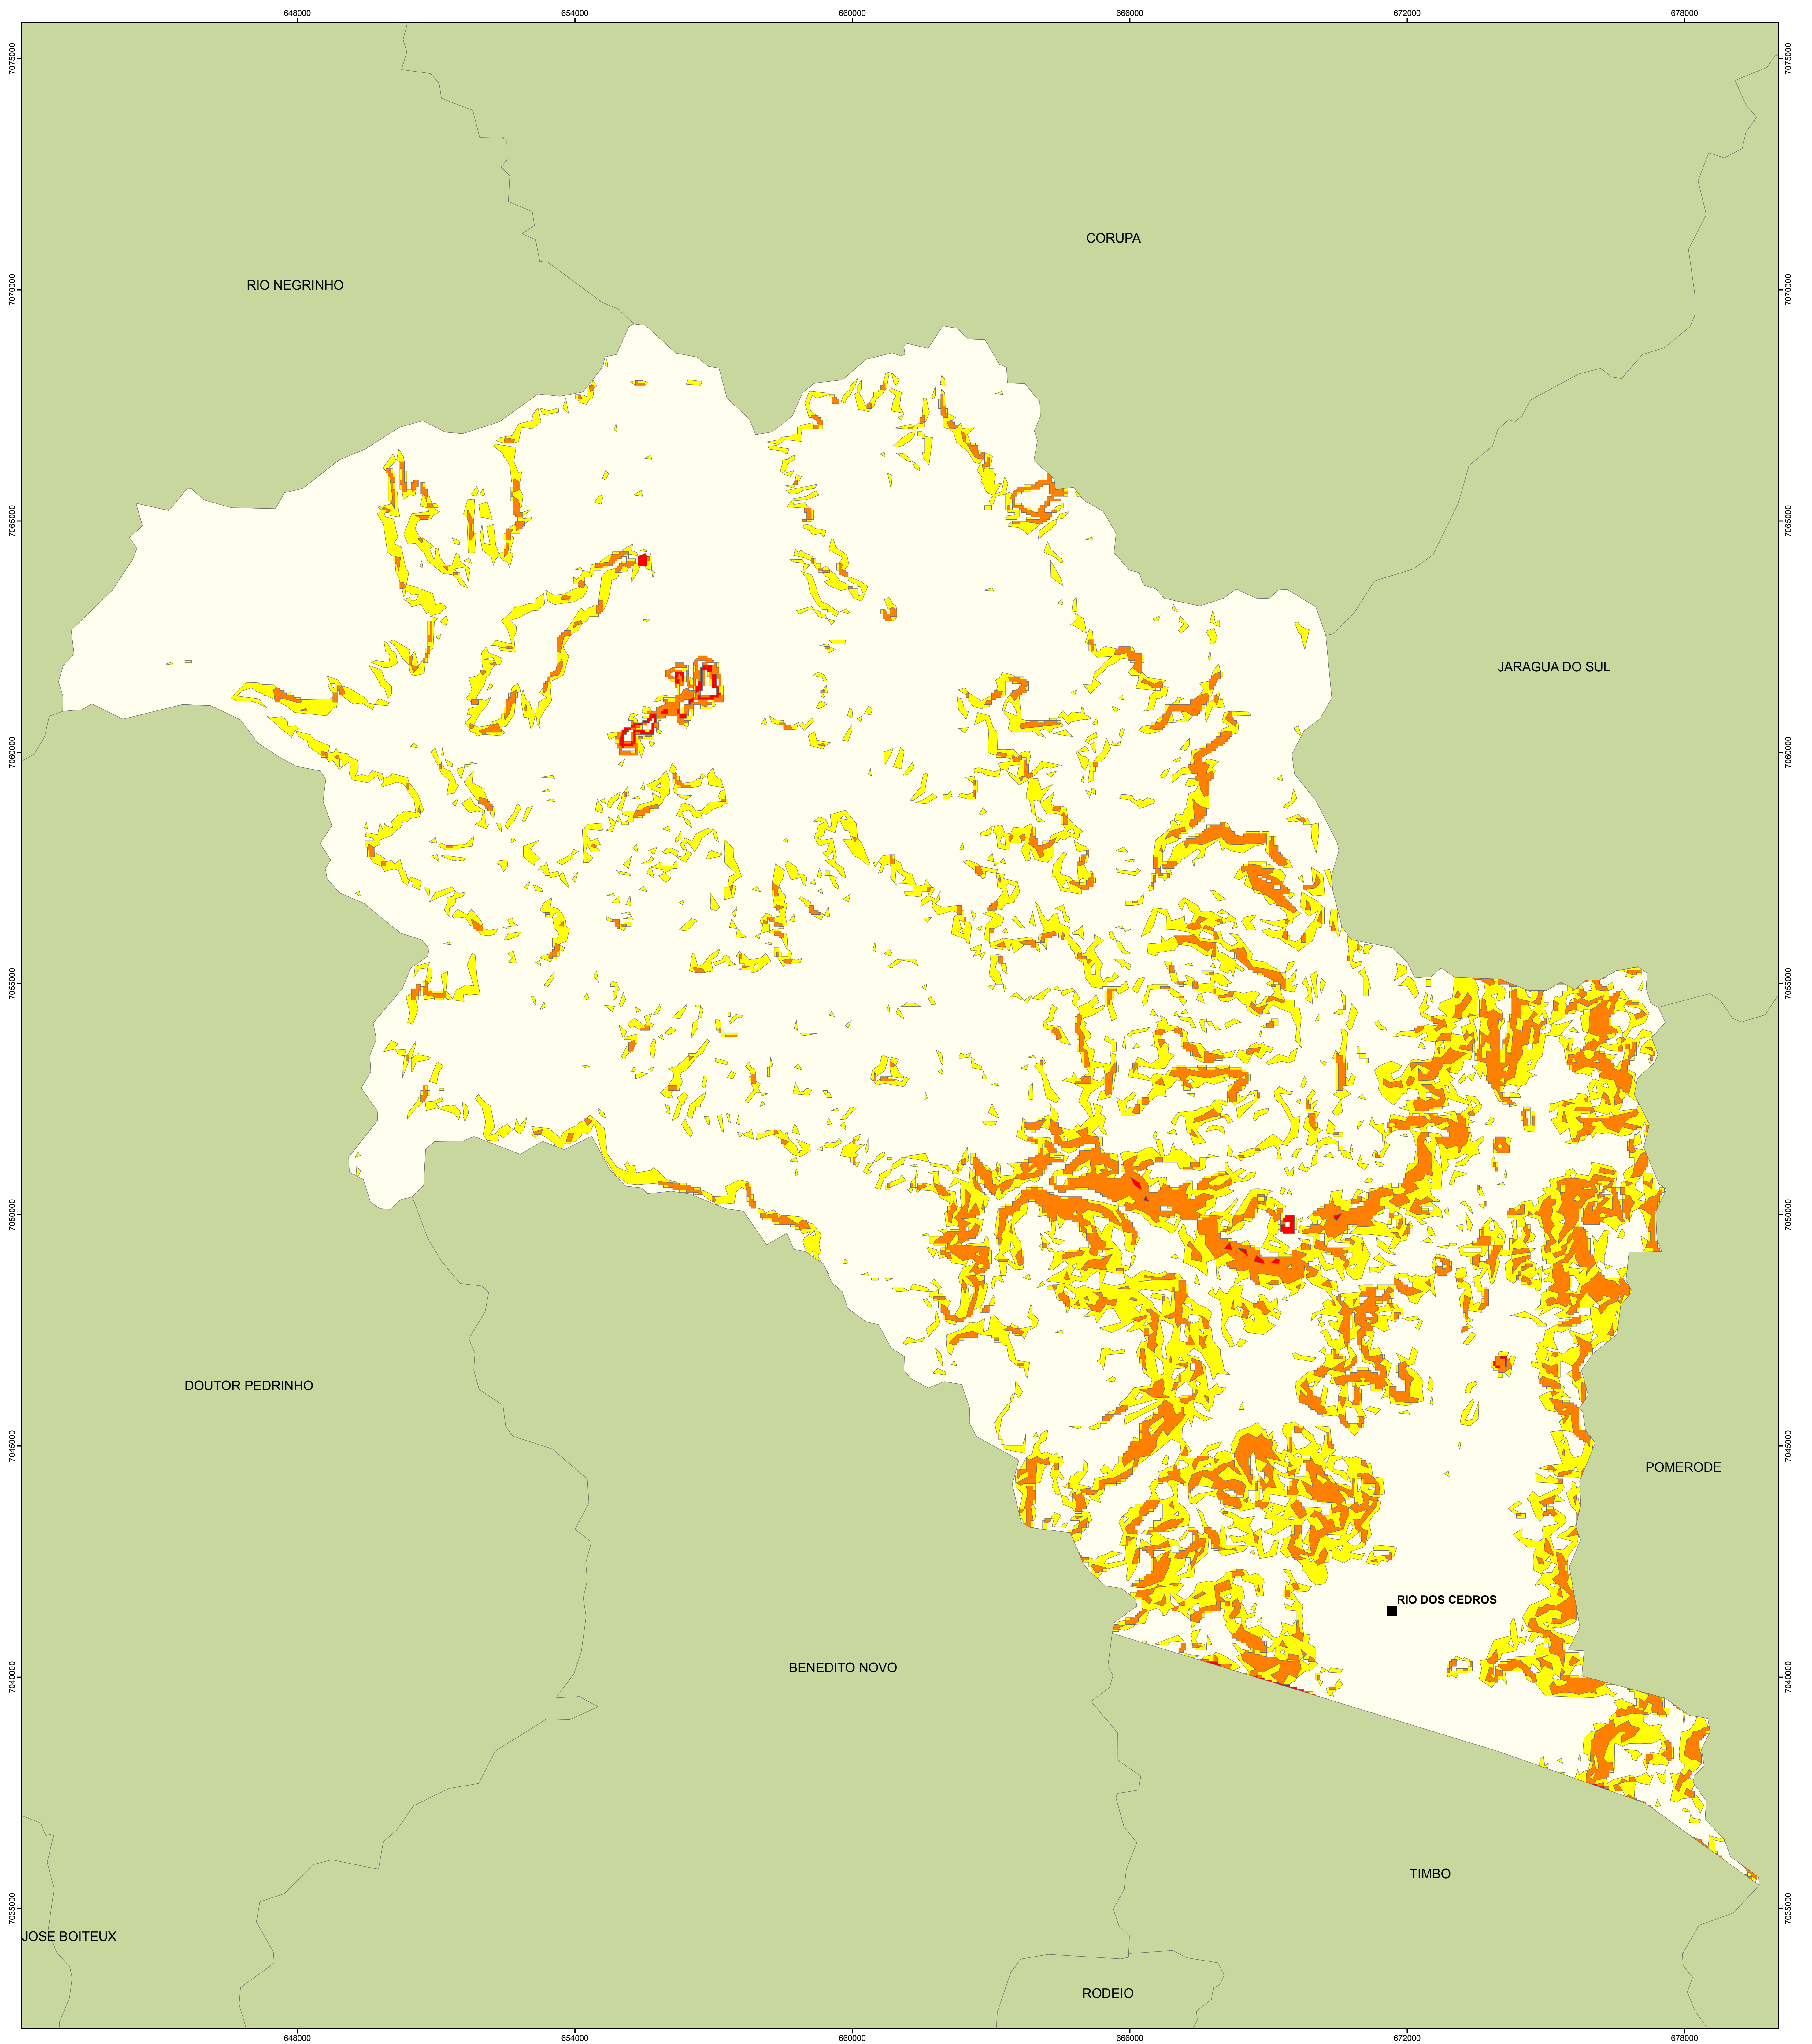 648000 654000 660000 666000 672000 678000
7075000 7075000
CORUPA
RIO NEGRINHO
7070000 7070000
JARAGUA DO SUL
7065000 7065000
7060000 7060000
7055000 7055000
7050000 7050000
DOUTOR PEDRINHO
7045000 7045000
POMERODE
RIO DOS CEDROS
BENEDITO NOVO
7040000 7040000
TIMBO
7035000 7035000
JOSE BOITEUX
RODEIO
648000 654000 660000 666000 672000 678000